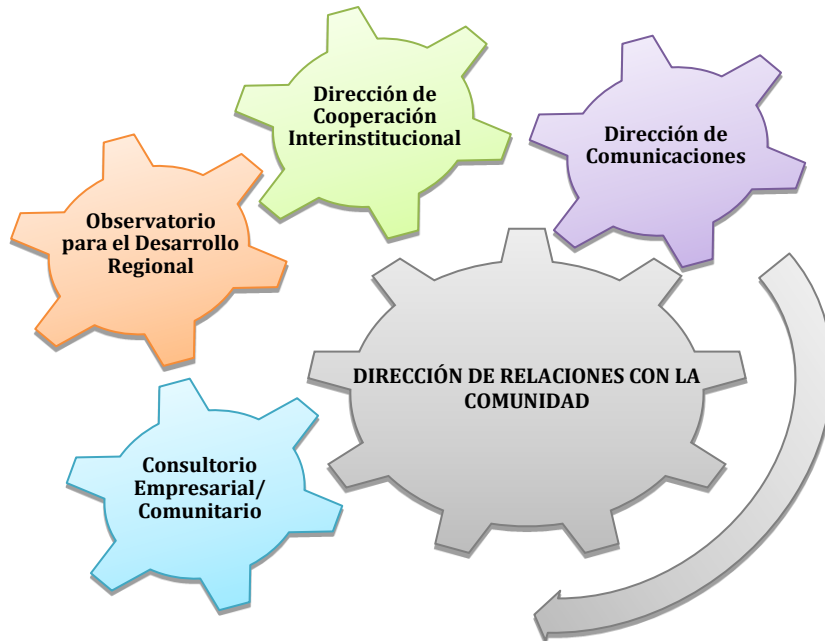 Dirección de
Cooperación
Interinstitucional
Dirección de
Comunicaciones
Observatorio
para el Desarrollo
Regional
DIRECCIÓN DE RELACIONES CON LA
COMUNIDAD
Consultorio
Empresarial/
Comunitario